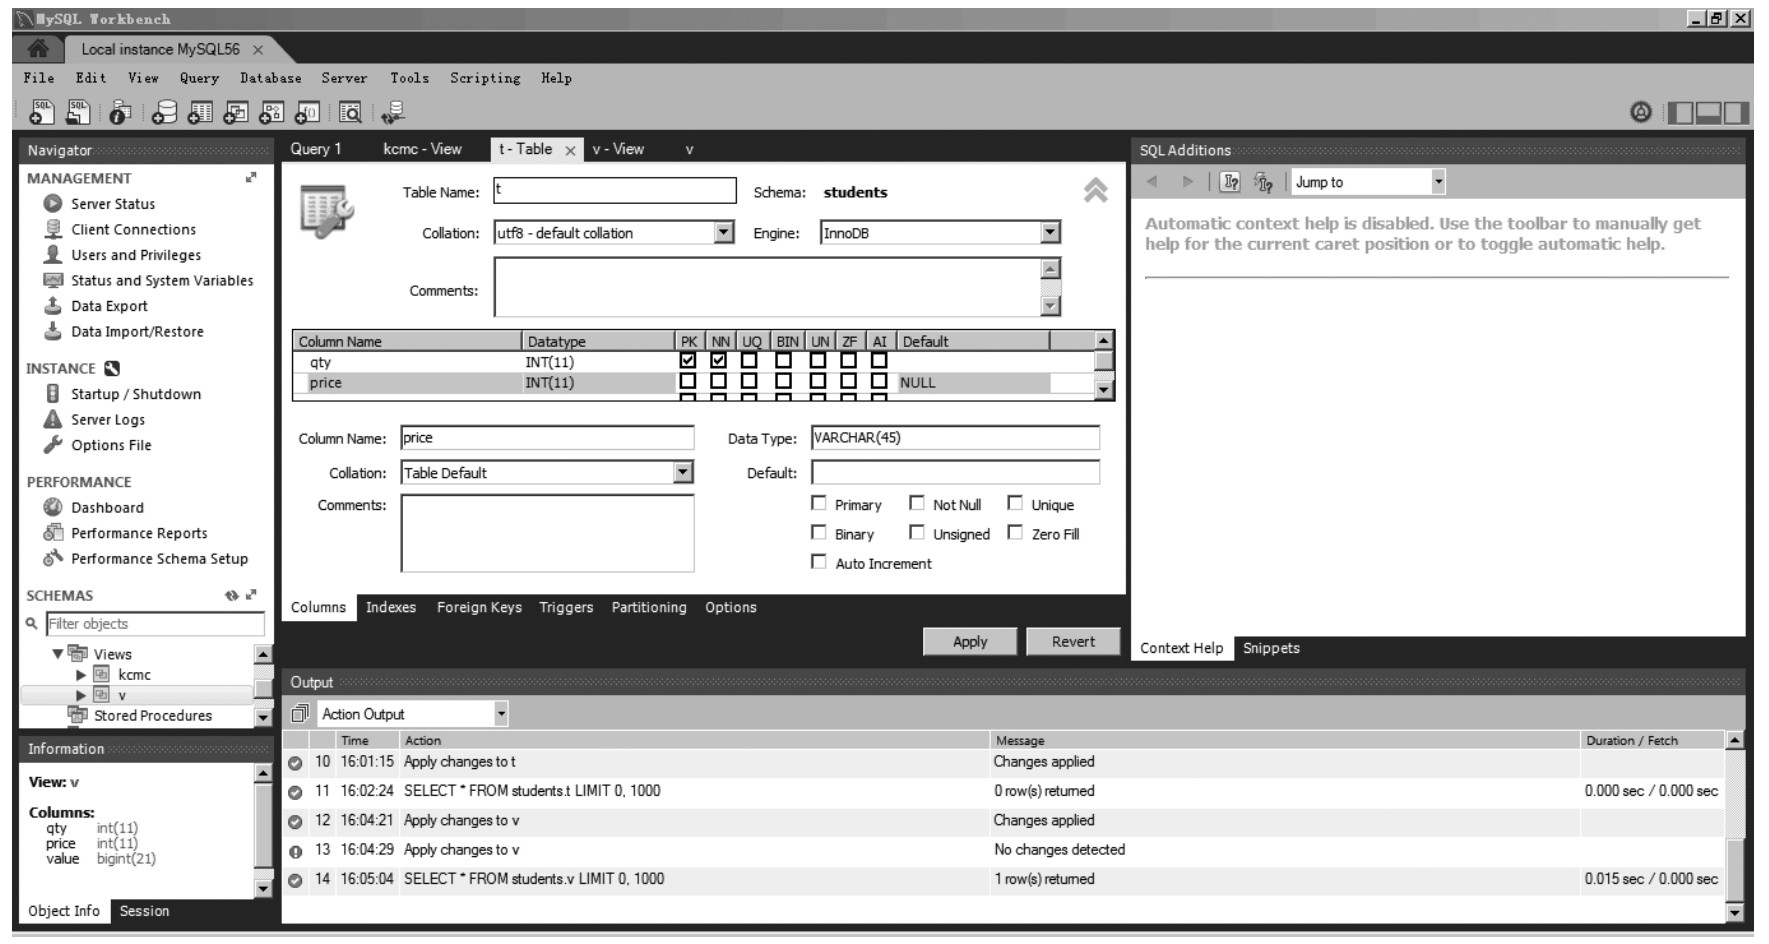 MySQL Workbench
Local instance MySQL56
File Edit View Query Database Server Tools Scripting Help
Navigator
MANAGEMENT
Server Status
Client Connections
Users and Privileges
Status and System Variables
Data Export
Data Import/Restore
INSTANCE
Startup / Shutdown
Server Logs
Options File
PERFORMANCE
Dashboard
Performance Reports
Performance Schema Setup
SCHEMAS
Filter objects
Views
kcmc
v
Stored Procedures
Information
View: v
Columns:
qty int(11)
price int(11)
value bigint(21)
Object Info Session
Query 1 kcmc - View t - Table v - View v
Table Name: t Schema: students
Collation: utf8 - default collation Engine: InnoDB
Comments:
Column Name Datatype PK NN UQ BIN UN ZF AI Default
qty INT(11)
price INT(11) NULL
Column Name: price Data Type: VARCHAR(45)
Collation: Table Default Default:
Comments: Primary Not Null Unique
Binary Unsigned Zero Fill
Auto Increment
Columns Indexes Foreign Keys Triggers Partitioning Options
Apply Revert
SQL Additions
Jump to
Automatic context help is disabled. Use the toolbar to manually get
help for the current caret position or to toggle automatic help.
Context Help Snippets
Output
Action Output
Time Action Message Duration / Fetch
10 16:01:15 Apply changes to t Changes applied
11 16:02:24 SELECT * FROM students.t LIMIT 0, 1000 0 row(s) returned 0.000 sec / 0.000 sec
12 16:04:21 Apply changes to v Changes applied
13 16:04:29 Apply changes to v No changes detected
14 16:05:04 SELECT * FROM students.v LIMIT 0, 1000 1 row(s) returned 0.015 sec / 0.000 sec